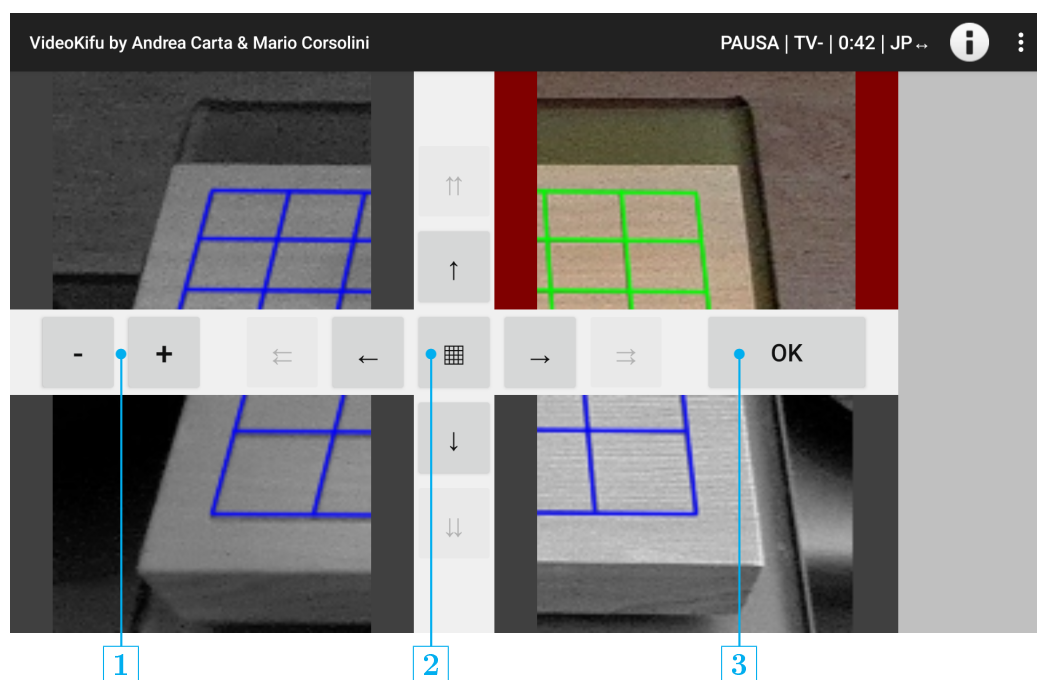 VideoKifu by Andrea Carta & Mario Corsolini PAUSA | TV- | 0:42 | JP↔ i
⇈
↑
- + ⇇ ← → ⇉ OK
↓
⇊
1 2 3